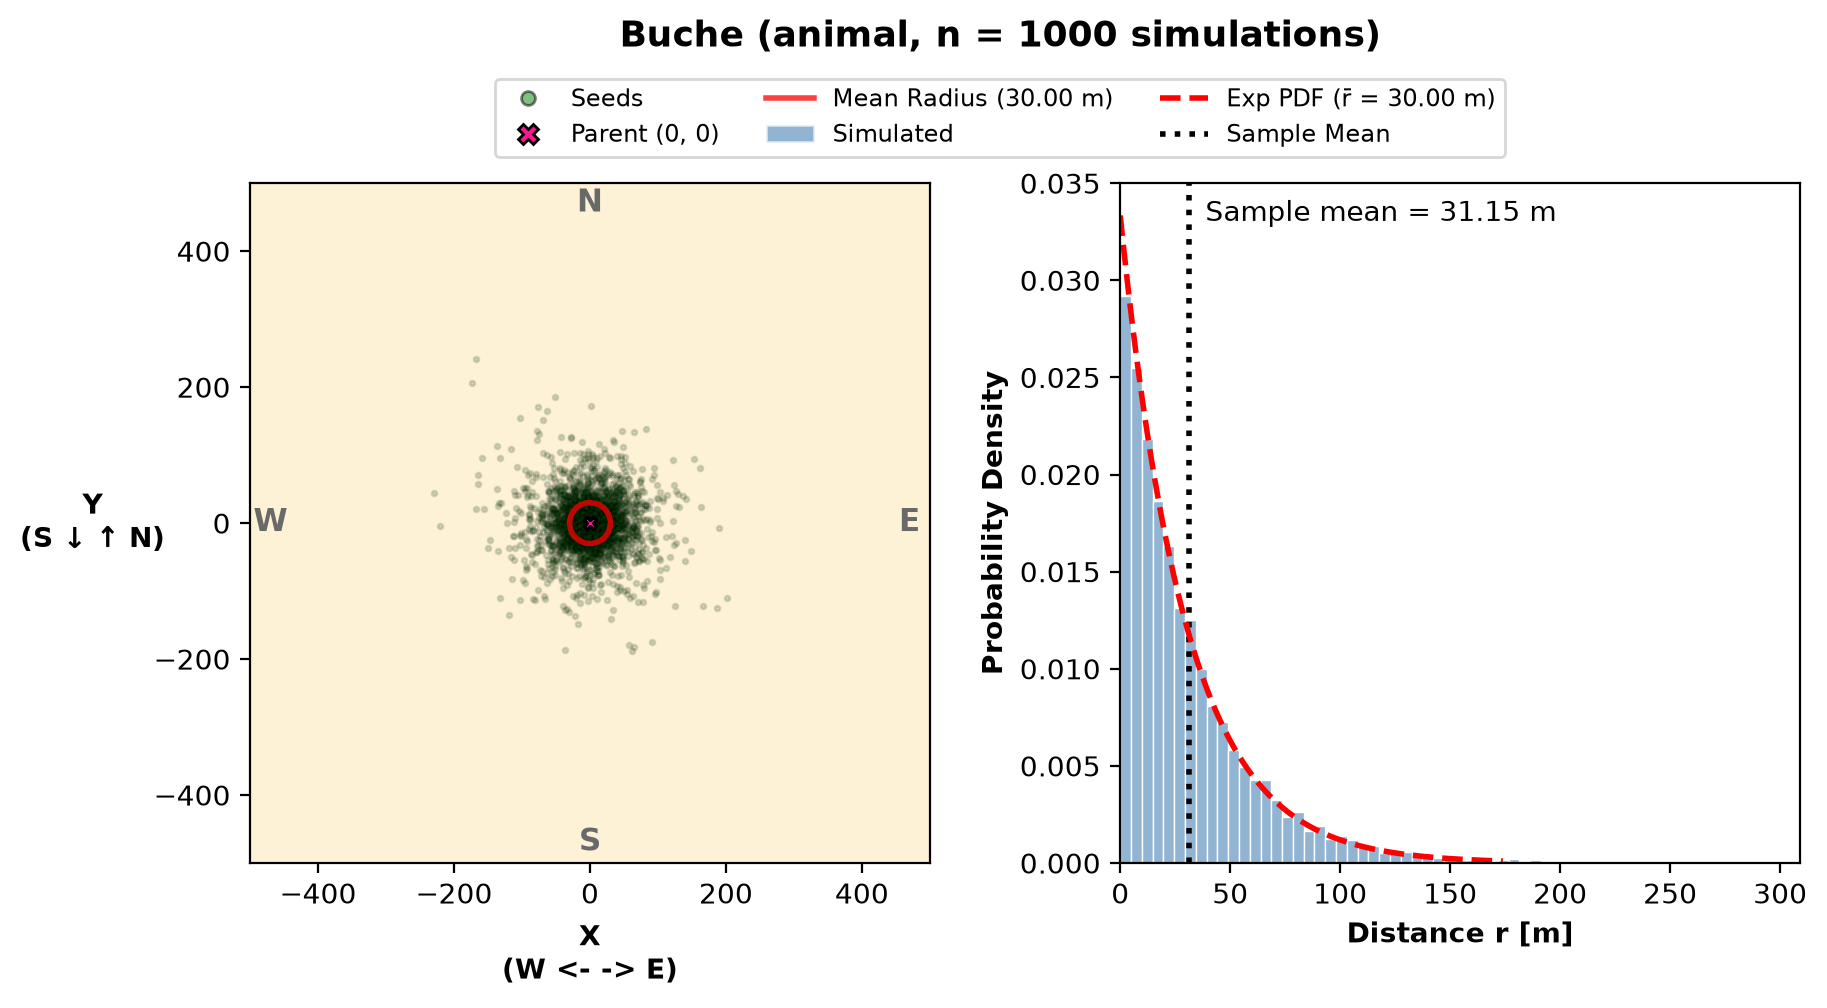 Buche (animal, n = 1000 simulations)
Seeds
Parent (0, 0)
Mean Radius (30.00 m)
Simulated
Exp PDF (r̄ = 30.00 m)
Sample Mean
N
W
E
S
400
200
0
−200
−400
Y
(S ↓ ↑ N)
−400 −200 0 200 400
X
(W <- -> E)
Sample mean = 31.15 m
0.035
0.030
0.025
0.020
0.015
0.010
0.005
0.000
Probability Density
0 50 100 150 200 250 300
Distance r [m]